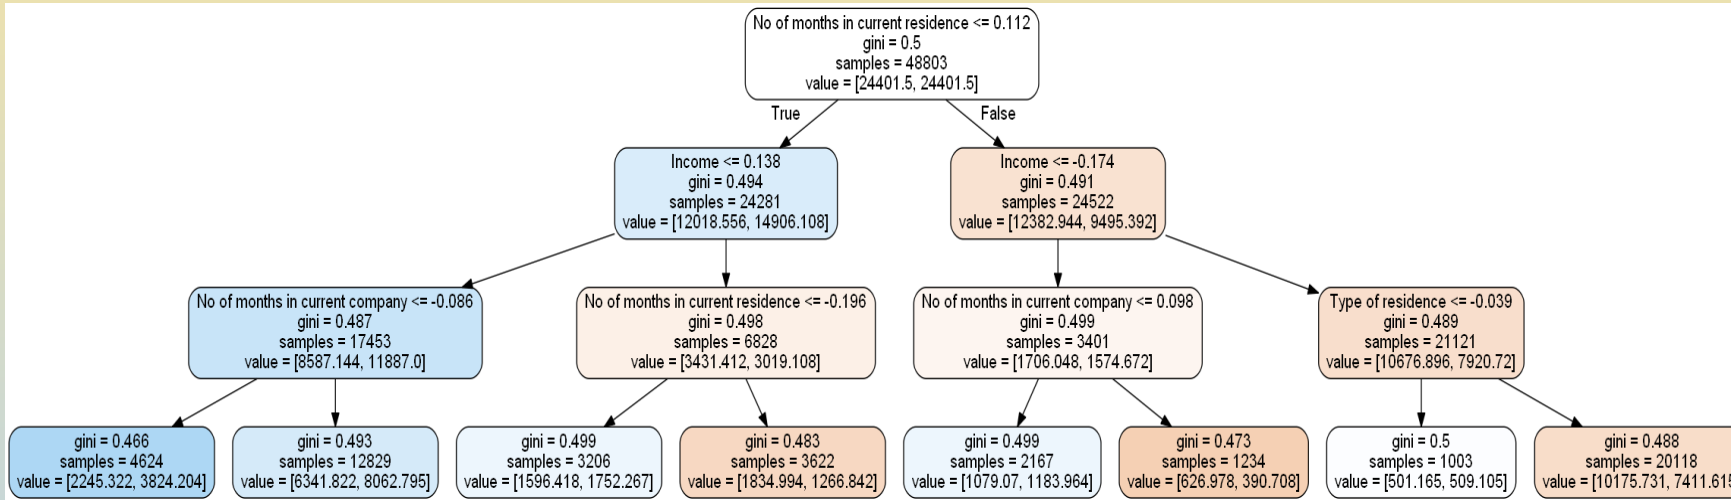 No of months in current residence <= 0.112
gini = 0.5
samples = 48803
value = [24401.5, 24401.5]
True
False
Income <= 0.138
gini = 0.494
samples = 24281
value = [12018.556, 14906.108]
Income <= -0.174
gini = 0.491
samples = 24522
value = [12382.944, 9495.392]
No of months in current company <= -0.086
gini = 0.487
samples = 17453
value = [8587.144, 11887.0]
No of months in current residence <= -0.196
gini = 0.498
samples = 6828
value = [3431.412, 3019.108]
No of months in current company <= 0.098
gini = 0.499
samples = 3401
value = [1706.048, 1574.672]
Type of residence <= -0.039
gini = 0.489
samples = 21121
value = [10676.896, 7920.72]
gini = 0.466
samples = 4624
value = [2245.322, 3824.204]
gini = 0.493
samples = 12829
value = [6341.822, 8062.795]
gini = 0.499
samples = 3206
value = [1596.418, 1752.267]
gini = 0.483
samples = 3622
value = [1834.994, 1266.842]
gini = 0.499
samples = 2167
value = [1079.07, 1183.964]
gini = 0.473
samples = 1234
value = [626.978, 390.708]
gini = 0.5
samples = 1003
value = [501.165, 509.105]
gini = 0.488
samples = 20118
value = [10175.731,